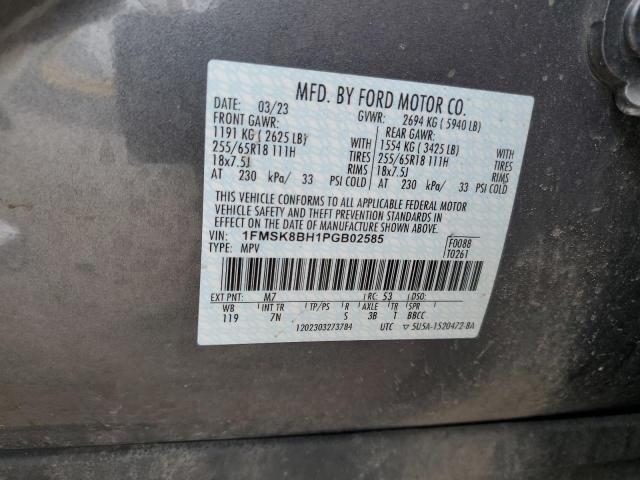 MFD. BY FORD MOTOR CO.
DATE: 03/23 GVWR: 2694 KG ( 5940 LB)
FRONT GAWR: REAR GAWR:
1191 KG ( 2625 LB) WITH 1554 KG ( 3425 LB) WITH
255/65R18 111H TIRES 255/65R18 111H TIRES
18x7.5J RIMS 18x7.5J RIMS
AT 230 kPa/ 33 PSI COLD AT 230 kPa/ 33 PSI COLD
THIS VEHICLE CONFORMS TO ALL APPLICABLE FEDERAL MOTOR
VEHICLE SAFETY AND THEFT PREVENTION STANDARDS IN
EFFECT ON THE DATE OF MANUFACTURE SHOWN ABOVE.
VIN: 1FMSK8BH1PGB02585 F0088
TYPE: MPV T0261
EXT PNT: M7 RC: 53 DSO:
WB INT TR TP/PS R AXLE TR SPR
119 7N S 3B T BBCC
1202303273784 UTC ▽ 5U5A-1520472-BA